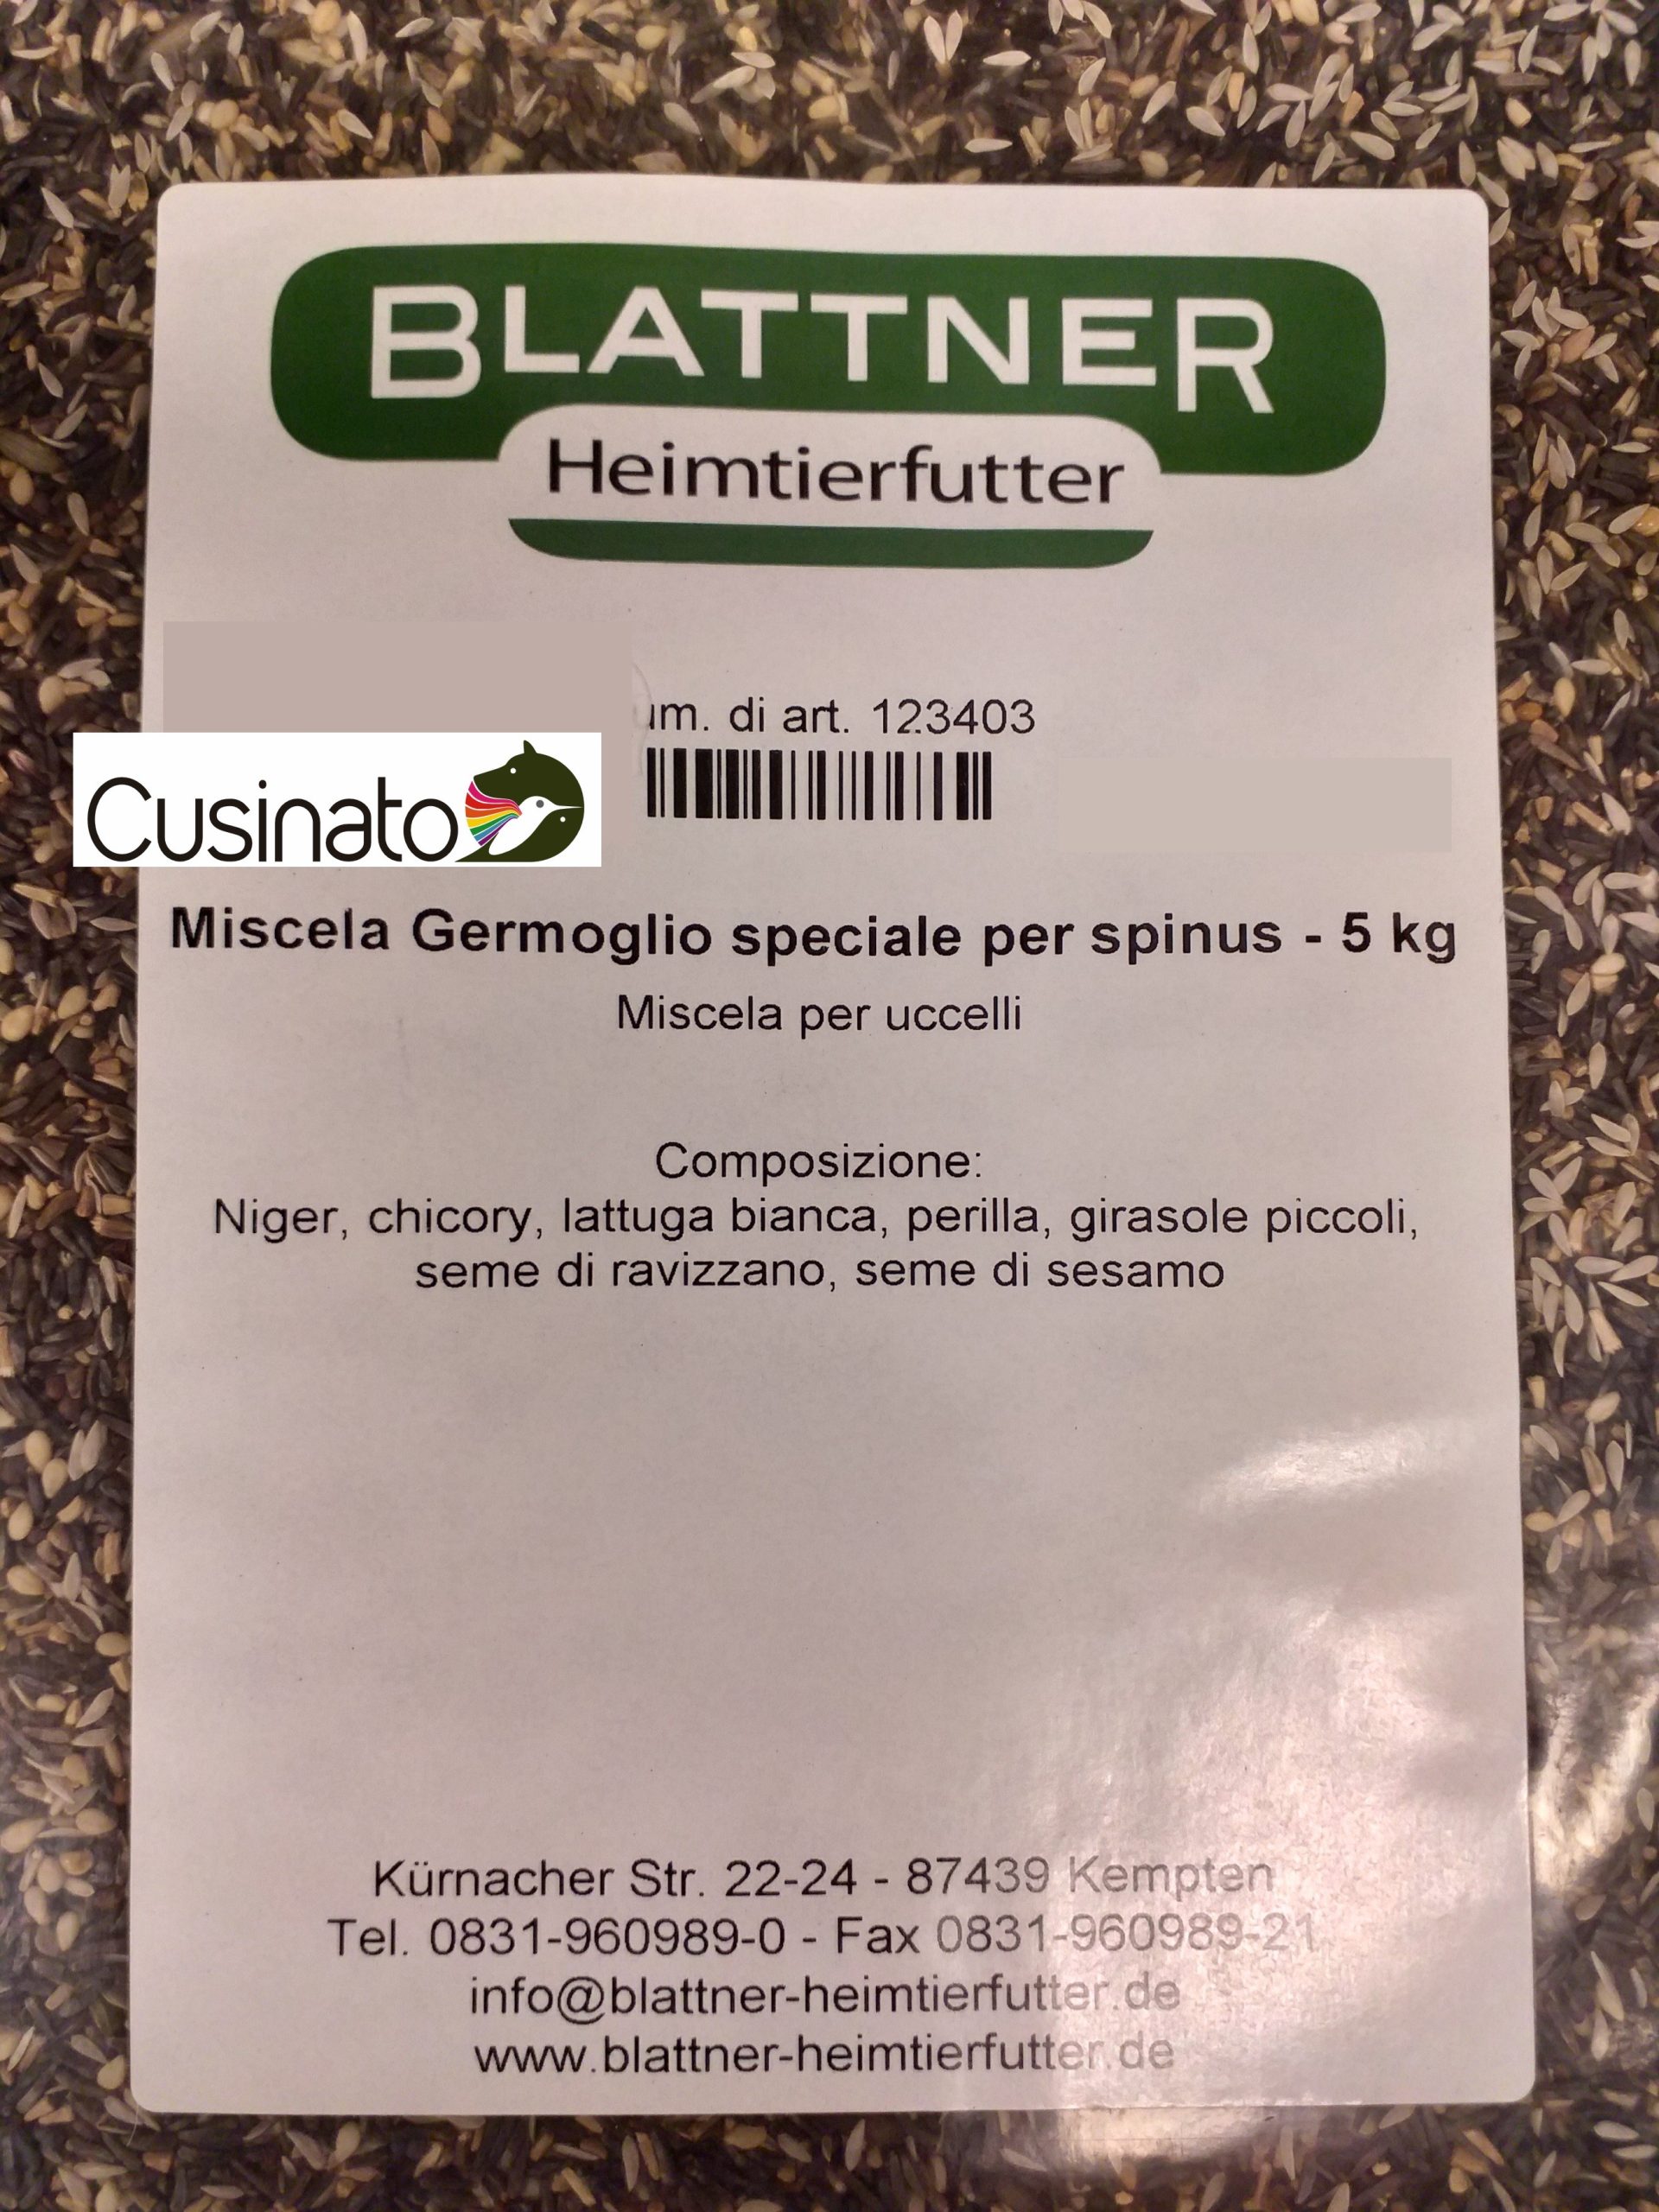 BLATTNER
Heimtierfutter
um. di art. 123403
Cusinato
Miscela Germoglio speciale per spinus - 5 kg
Miscela per uccelli
Composizione:
Niger, chicory, lattuga bianca, perilla, girasole piccoli,
seme di ravizzano, seme di sesamo
Kürnacher Str. 22-24 - 87439 Kempten
Tel. 0831-960989-0 - Fax 0831-960989-21
info@blattner-heimtierfutter.de
www.blattner-heimtierfutter.de